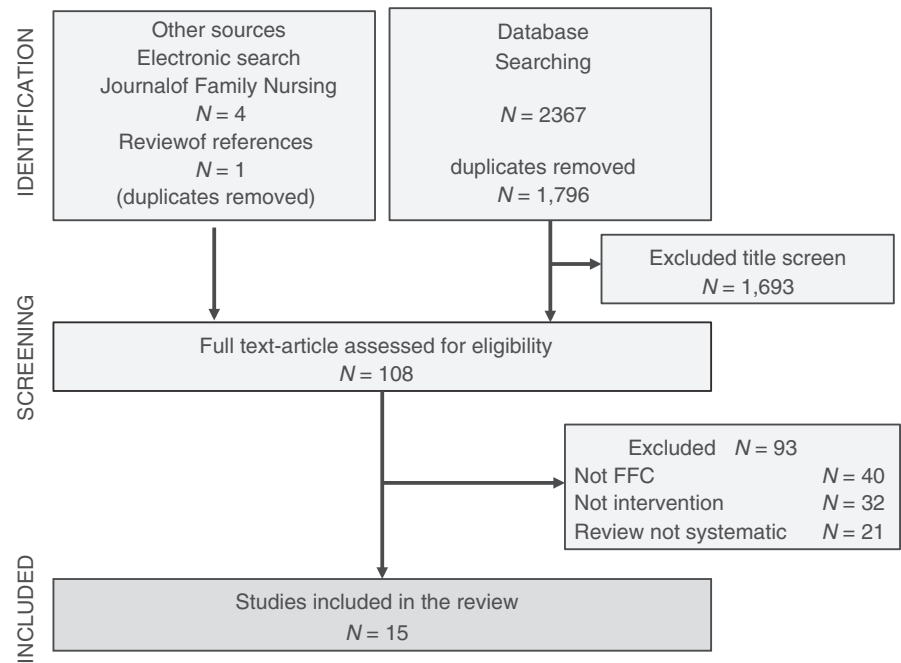 IDENTIFICATION
Other sources
Electronic search
Journalof Family Nursing
N = 4
Reviewof references
N = 1
(duplicates removed)
Database
Searching
N = 2367
duplicates removed
N = 1,796
Excluded title screen
N = 1,693
SCREENING
Full text-article assessed for eligibility
N = 108
Excluded N = 93
Not FFC N = 40
Not intervention N = 32
Review not systematic N = 21
INCLUDED
Studies included in the review
N = 15